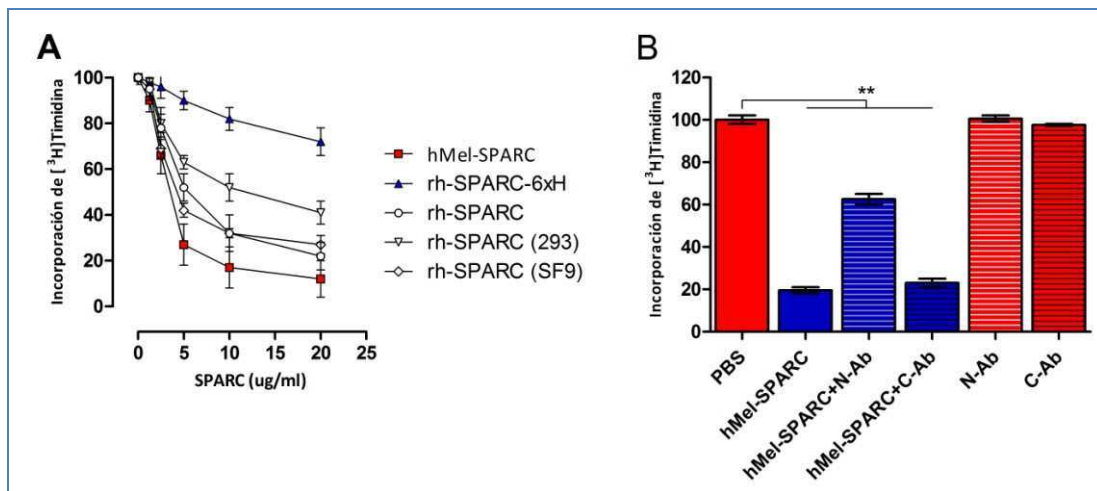 A
Incorporación de [³H]Timidina
100
80
60
40
20
0
0 5 10 15 20 25
SPARC (ug/ml)
hMel-SPARC
rh-SPARC-6xH
rh-SPARC
rh-SPARC (293)
rh-SPARC (SF9)
B
Incorporación de [³H]Timidina
120
100
80
60
40
20
0
**
PBS
hMel-SPARC
hMel-SPARC+N-Ab
hMel-SPARC+C-Ab
N-Ab
C-Ab